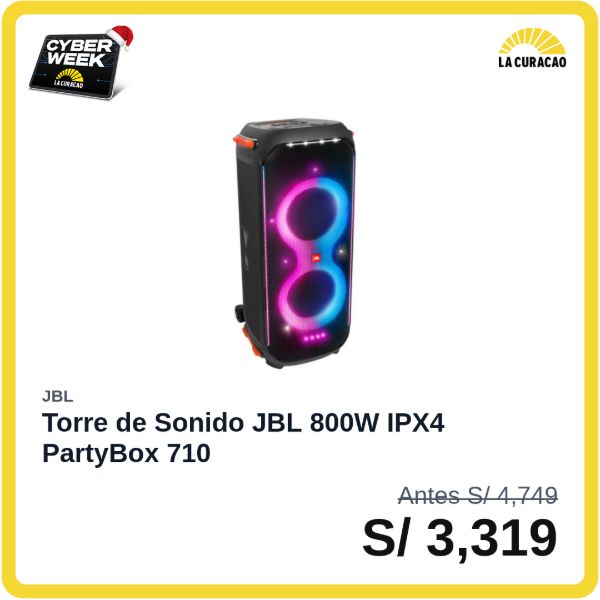 CYBER
WEEK
LA CURACAO
LA CURACAO
JBL
JBL
Torre de Sonido JBL 800W IPX4
PartyBox 710
Antes S/ 4,749
S/ 3,319